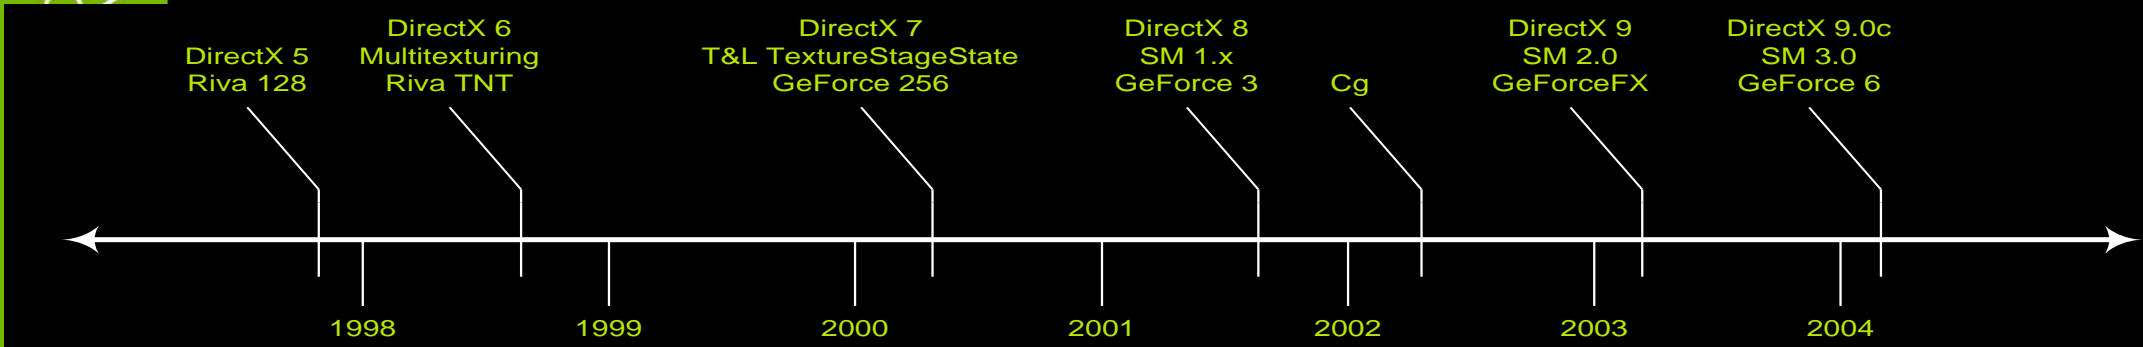 DirectX 5
Riva 128
DirectX 6
Multitexturing
Riva TNT
DirectX 7
T&L TextureStageState
GeForce 256
DirectX 8
SM 1.x
GeForce 3
Cg
DirectX 9
SM 2.0
GeForceFX
DirectX 9.0c
SM 3.0
GeForce 6
1998
1999
2000
2001
2002
2003
2004